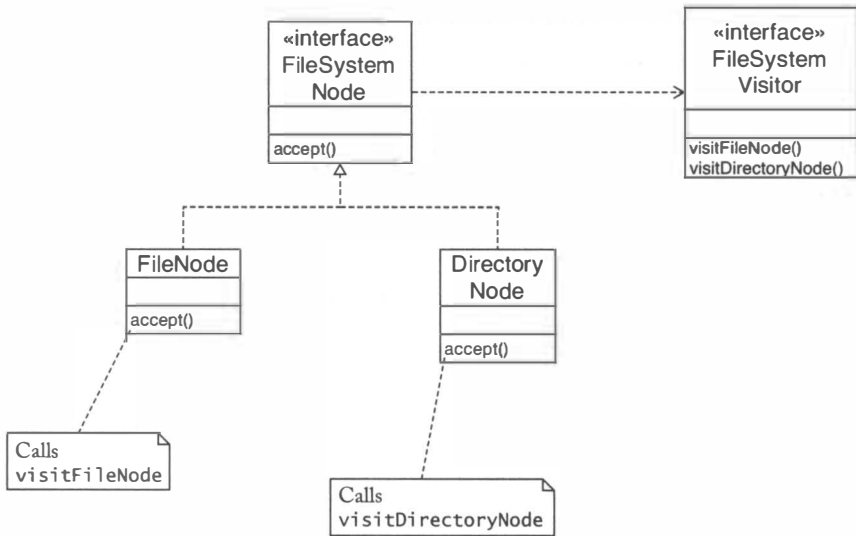 «interface»
FileSystem
Node
accept()
«interface»
FileSystem
Visitor
visitFileNode()
visitDirectoryNode()
FileNode
accept()
Directory
Node
accept()
Calls
visitFileNode
Calls
visitDirectoryNode